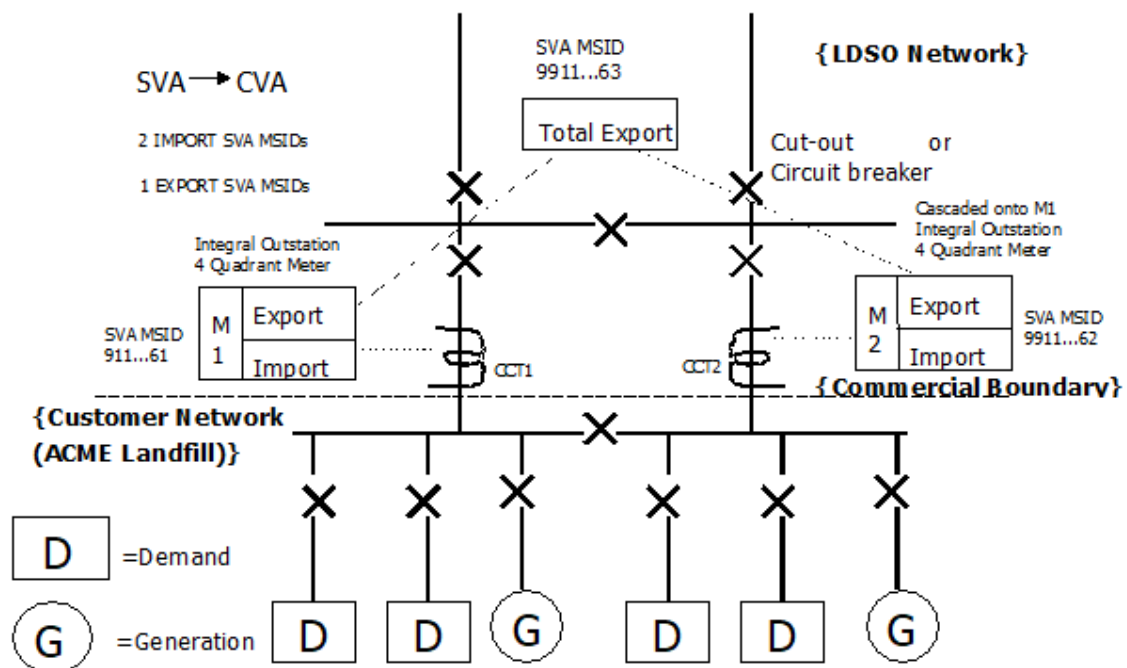 SVA MSID
9911...63
{LDSO Network}
SVA → CVA
Total Export
2 IMPORT SVA MSIDs
Cut-out or
Circuit breaker
1 EXPORT SVA MSIDs
Cascaded onto M1
Integral Outstation
4 Quadrant Meter
Integral Outstation
4 Quadrant Meter
SVA MSID
911...61
M
1
Export
Import
CCT1
CCT2
M
2
Export
Import
SVA MSID
9911...62
{Commercial Boundary}
{Customer Network
(ACME Landfill)}
D
=Demand
G
=Generation
D
D
G
D
D
G